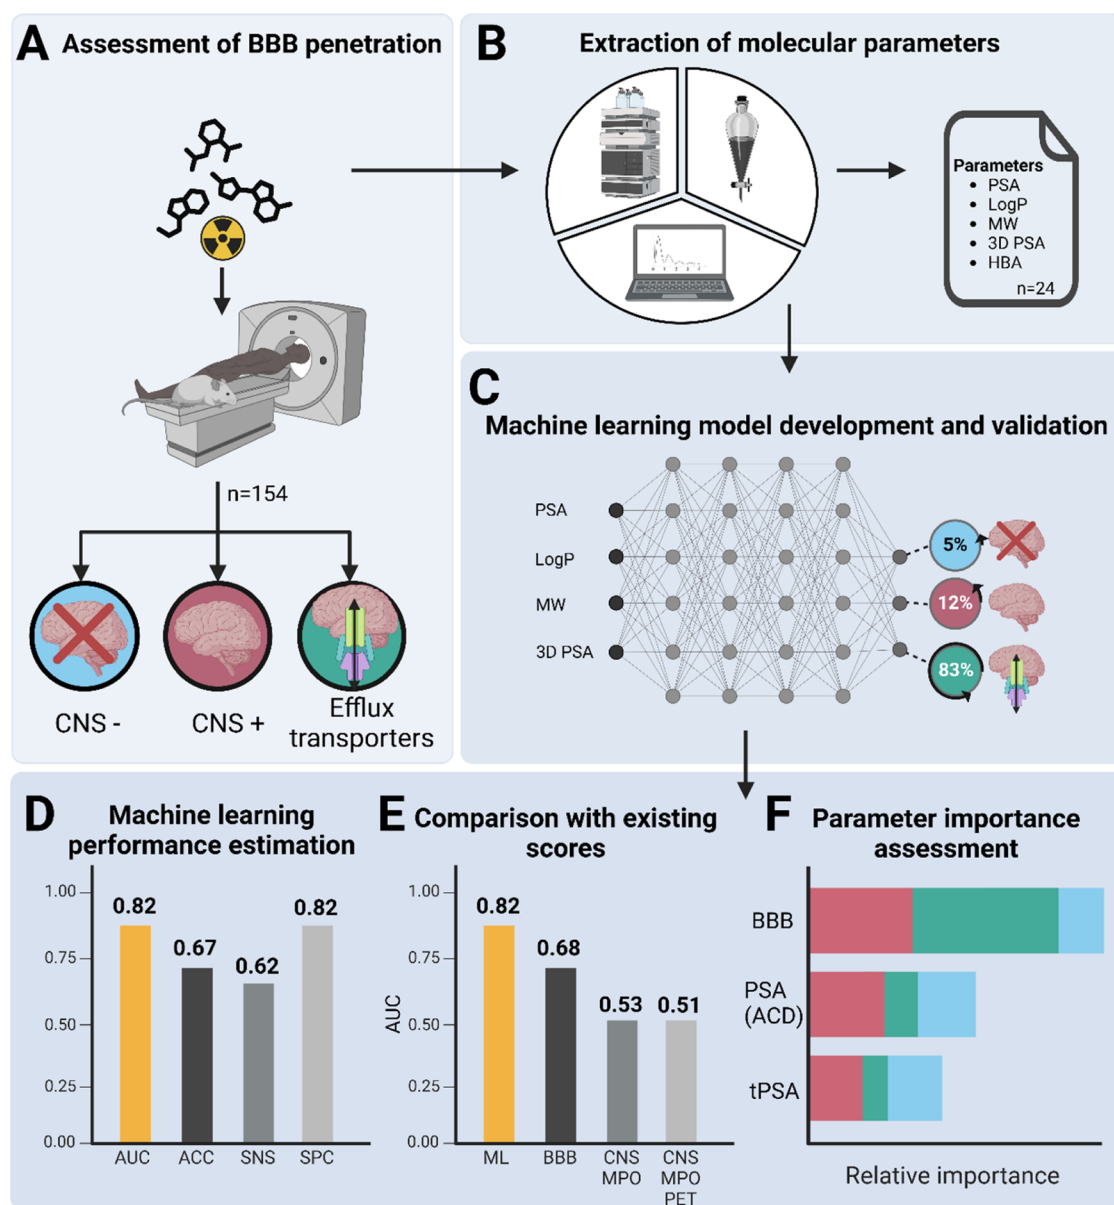 A Assessment of BBB penetration
n=154
CNS -
CNS +
Efflux
transporters
B Extraction of molecular parameters
Parameters
• PSA
• LogP
• MW
• 3D PSA
• HBA
n=24
C
Machine learning model development and validation
PSA
LogP
MW
3D PSA
5%
12%
83%
D Machine learning
performance estimation
1.00
0.75
0.50
0.25
0.00
0.82
0.67
0.62
0.82
AUC ACC SNS SPC
E Comparison with existing
scores
AUC
1.00
0.75
0.50
0.25
0.00
0.82
0.68
0.53
0.51
ML BBB CNS CNS
MPO MPO
PET
F Parameter importance
assessment
BBB
PSA
(ACD)
tPSA
Relative importance